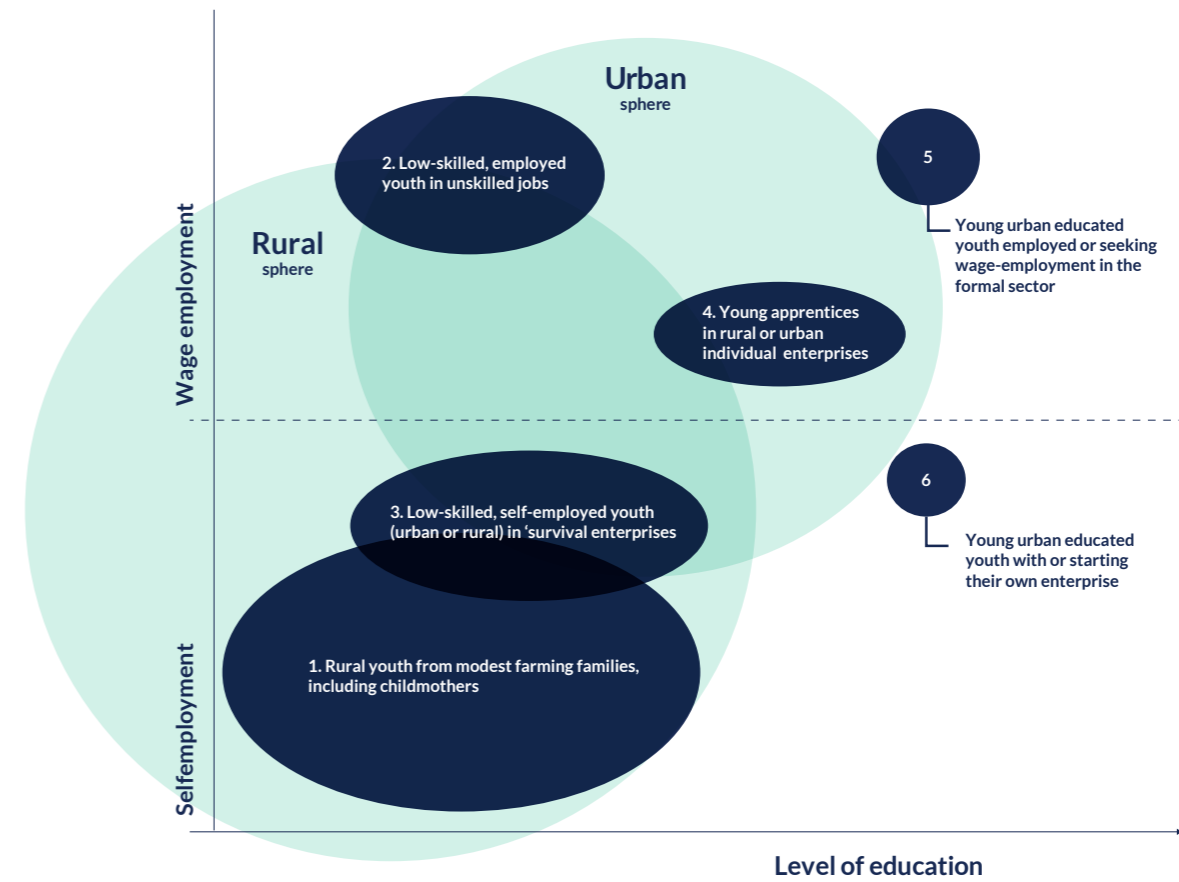 Urban
sphere
2. Low-skilled, employed
youth in unskilled jobs
5
Young urban educated
youth employed or seeking
wage-employment in the
formal sector
Rural
sphere
Wage employment
4. Young apprentices
in rural or urban
individual enterprises
3. Low-skilled, self-employed youth
(urban or rural) in ‘survival enterprises
6
Young urban educated
youth with or starting
their own enterprise
1. Rural youth from modest farming families,
including childmothers
Selfemployment
Level of education